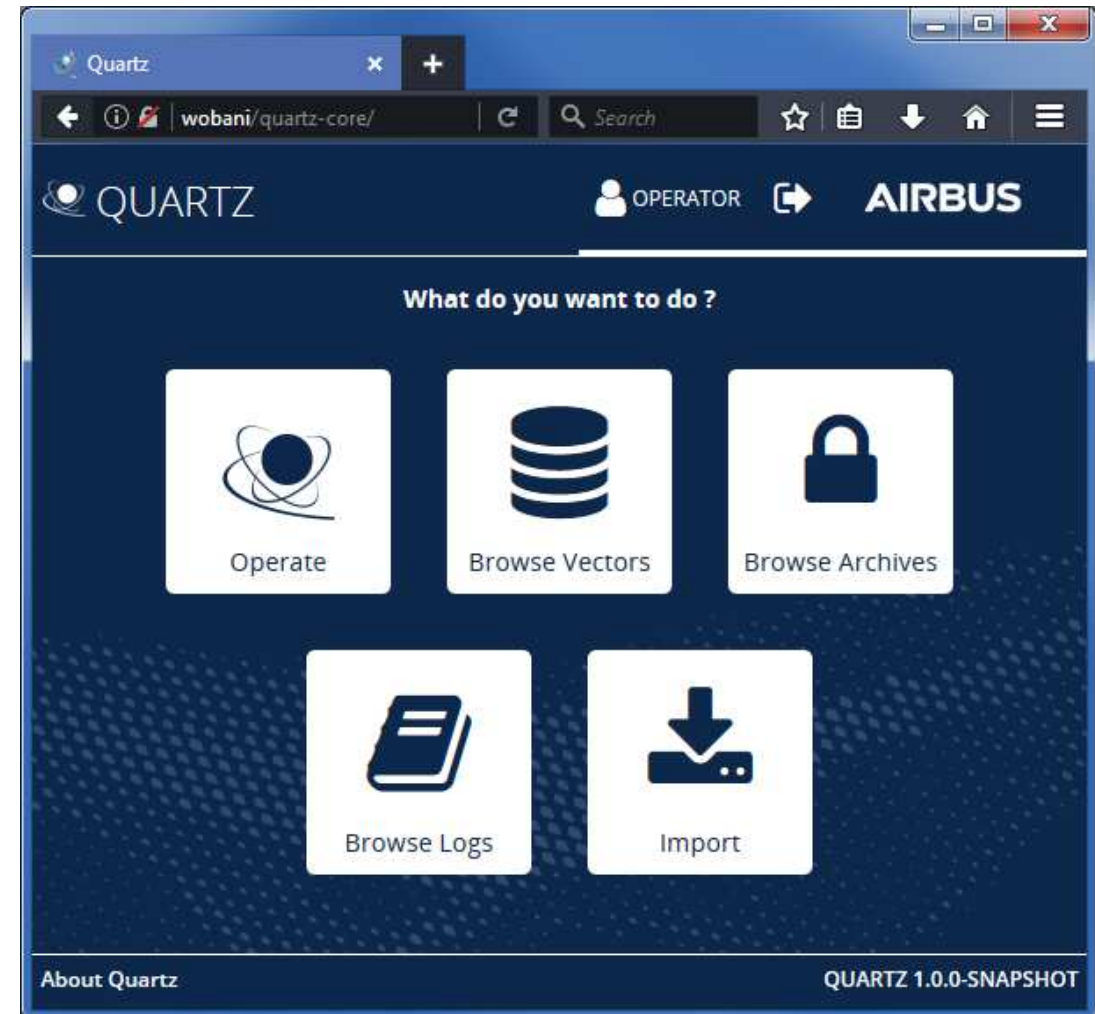 Quartz
wobani/quartz-core/ Search
QUARTZ OPERATOR AIRBUS
What do you want to do ?
Operate Browse Vectors Browse Archives
Browse Logs Import
About Quartz QUARTZ 1.0.0-SNAPSHOT